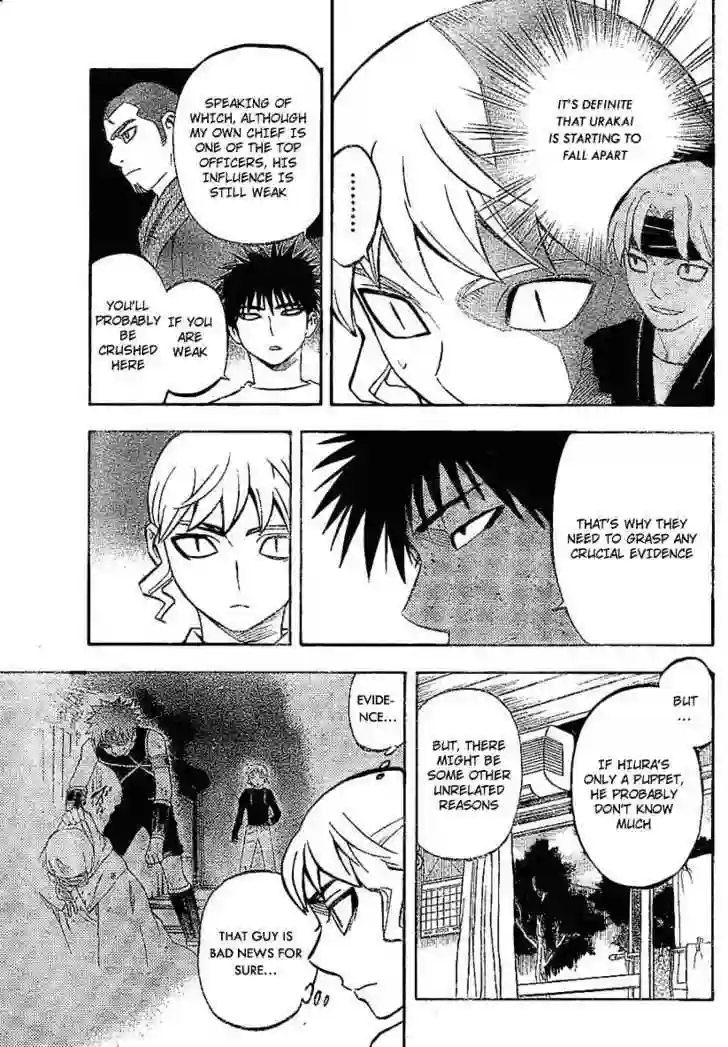 IT'S DEFINITE
THAT URAKAI
IS STARTING TO
FALL APART
.........
SPEAKING OF
WHICH, ALTHOUGH
MY OWN CHIEF IS
ONE OF THE TOP
OFFICERS, HIS
INFLUENCE IS
STILL WEAK
IF YOU
ARE
WEAK
YOU'LL
PROBABLY
BE
CRUSHED
HERE
THAT'S WHY THEY
NEED TO GRASP ANY
CRUCIAL EVIDENCE
BUT
...
IF HIURA'S
ONLY A PUPPET,
HE PROBABLY
DON'T KNOW
MUCH
BUT, THERE
MIGHT BE
SOME OTHER
UNRELATED
REASONS
EVIDE-
NCE...
THAT GUY IS
BAD NEWS FOR
SURE...